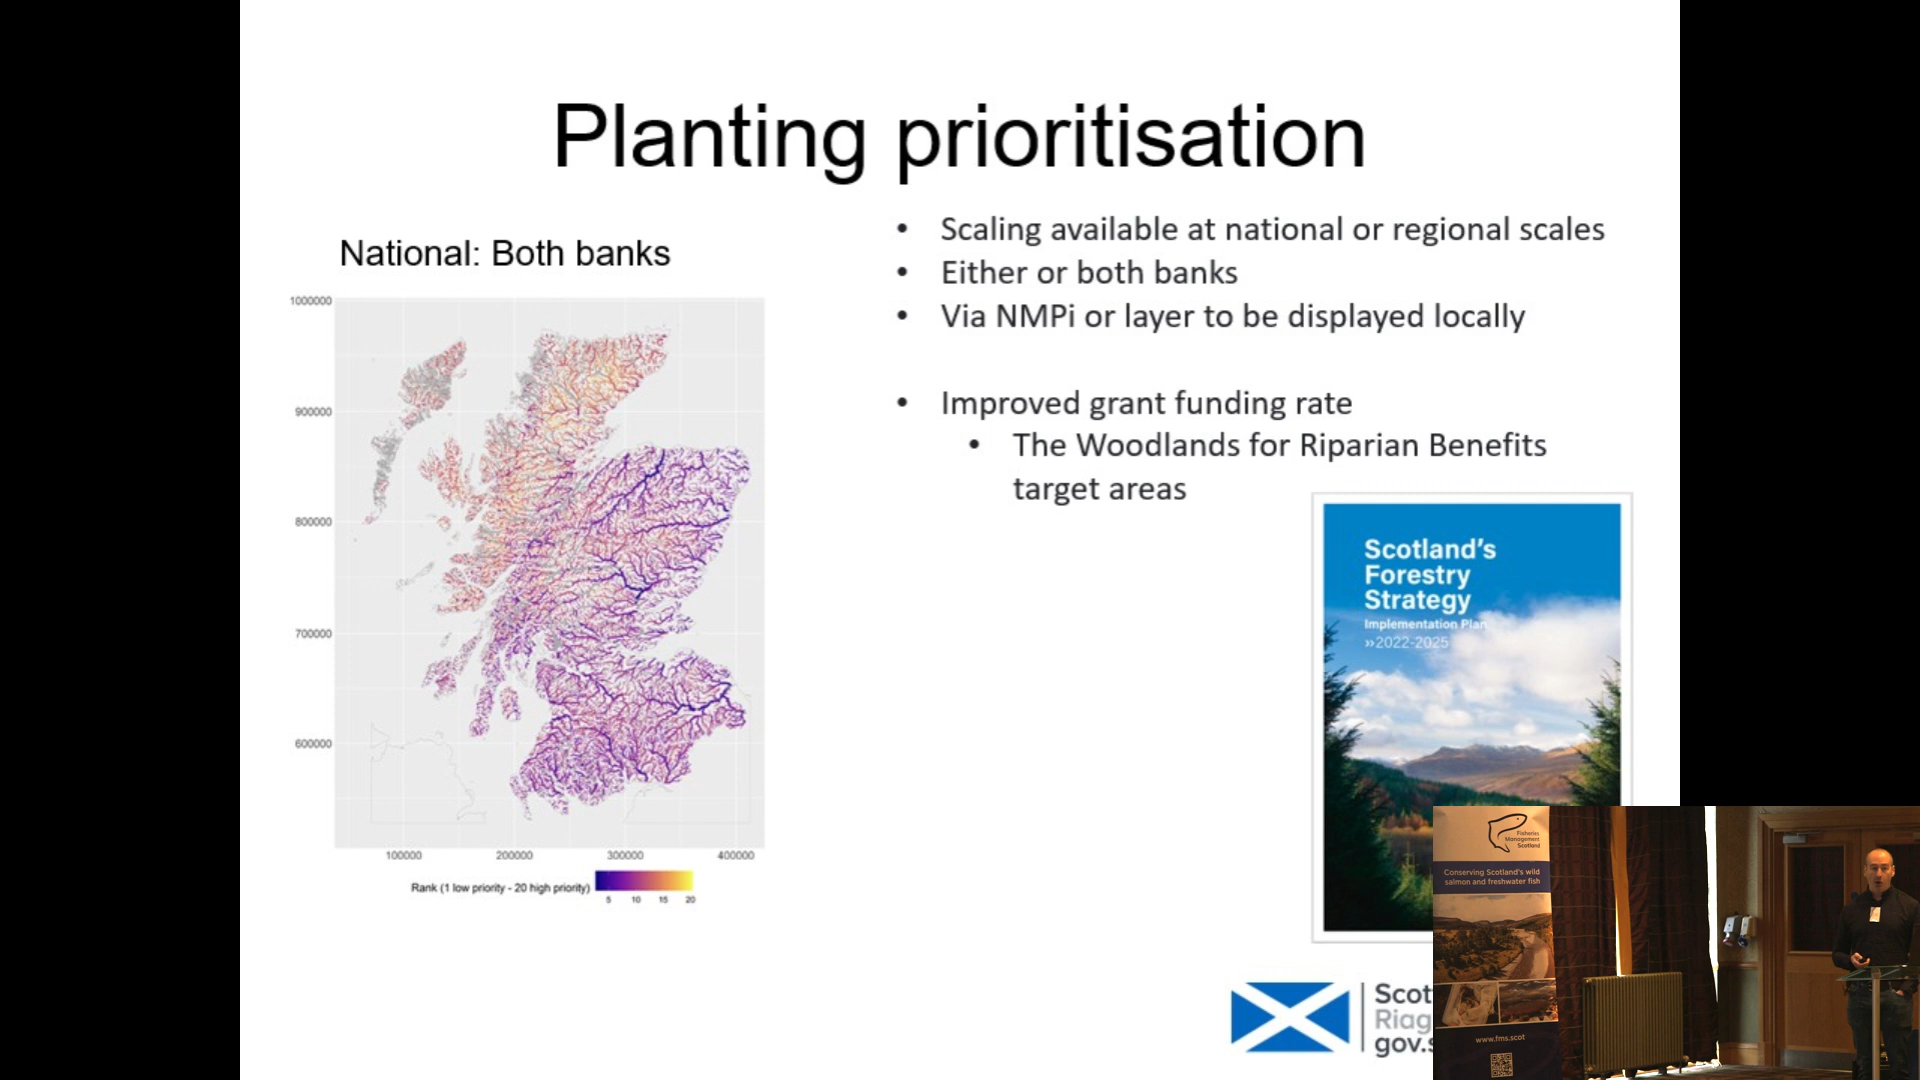 Planting prioritisation
National: Both banks
1000000
900000
800000
700000
600000
100000 200000 300000 400000
Rank (1 low priority - 20 high priority)
5 10 15 20
• Scaling available at national or regional scales
• Either or both banks
• Via NMPi or layer to be displayed locally
• Improved grant funding rate
• The Woodlands for Riparian Benefits
target areas
Scotland's
Forestry
Strategy
Implementation Plan
»2022-2025
Scot
Riag
gov.s
Fisheries
Management
Scotland
Conserving Scotland's wild
salmon and freshwater fish
www.fms.scot